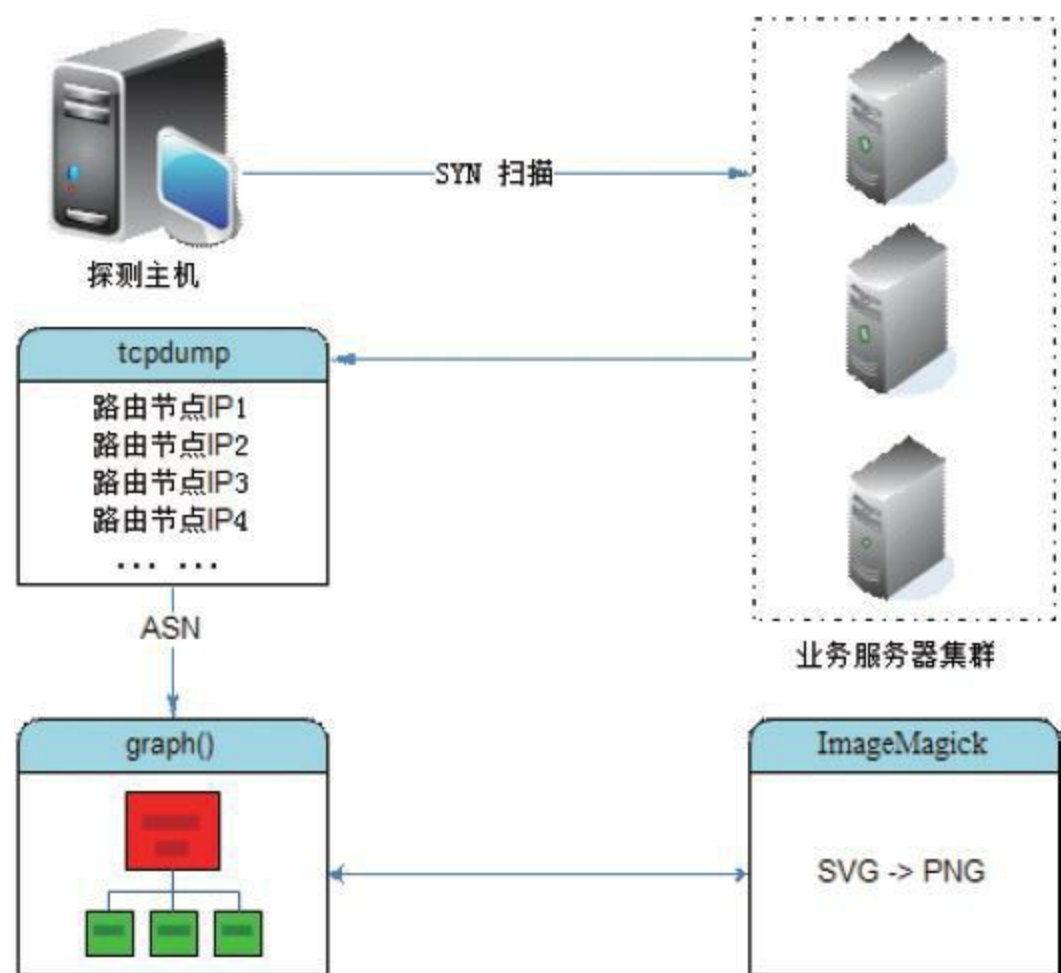 SYN 扫描
探测主机
tcpdump
路由节点IP1
路由节点IP2
路由节点IP3
路由节点IP4
... ...
业务服务器集群
ASN
graph()
ImageMagick
SVG -> PNG